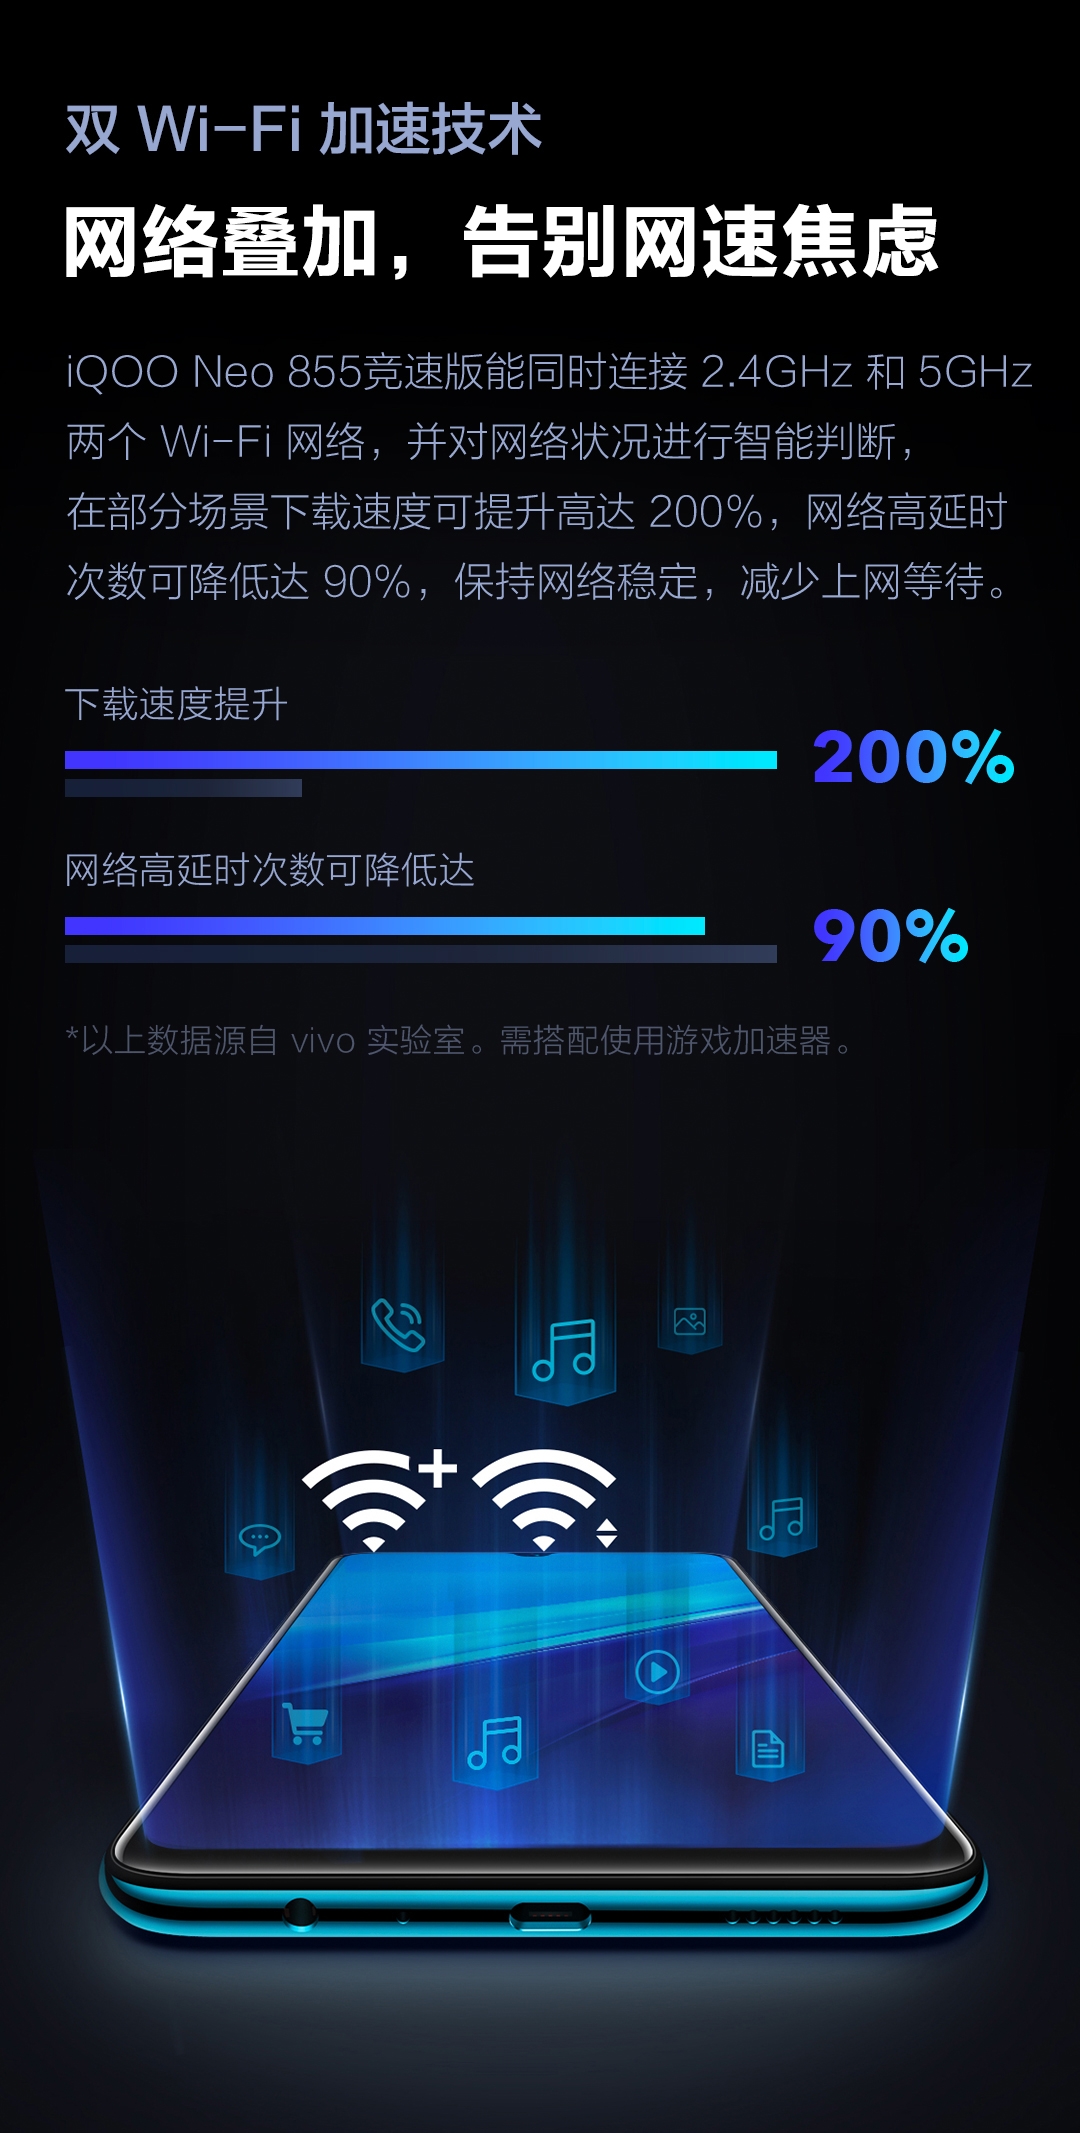 双 Wi-Fi 加速技术
网络叠加，告别网速焦虑
iQOO Neo 855竞速版能同时连接 2.4GHz 和 5GHz
两个 Wi-Fi 网络，并对网络状况进行智能判断，
在部分场景下载速度可提升高达 200%，网络高延时
次数可降低达 90%，保持网络稳定，减少上网等待。
下载速度提升
200%
网络高延时次数可降低达
90%
*以上数据源自 vivo 实验室。需搭配使用游戏加速器。